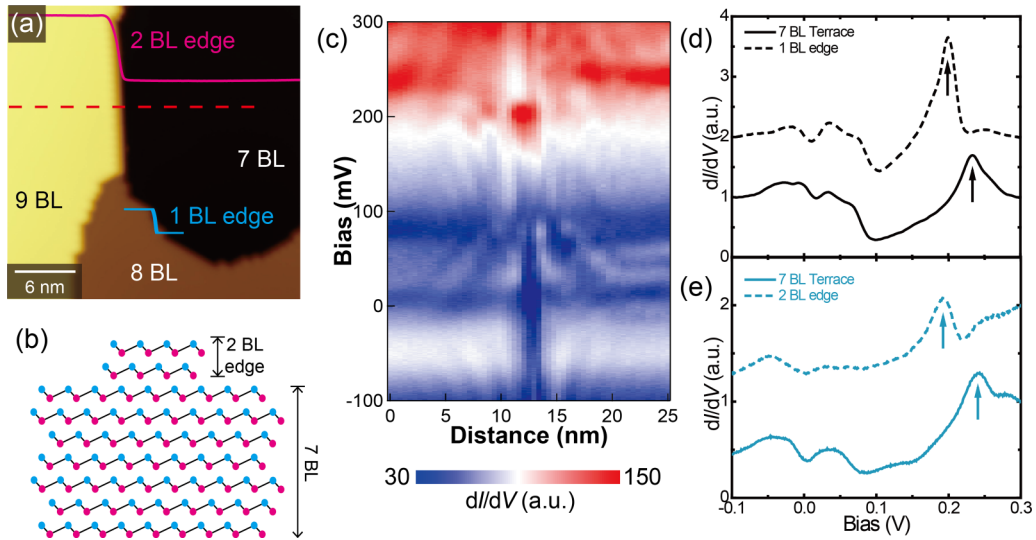 (a)
2 BL edge
7 BL
9 BL
1 BL edge
6 nm
8 BL
(b)
2 BL
edge
7 BL
(c)
Bias (mV)
300
200
100
0
-100
0
5
10
15
20
25
Distance (nm)
30
150
dI/dV (a.u.)
(d)
7 BL Terrace
1 BL edge
dI/dV (a.u.)
4
3
2
1
0
(e)
7 BL Terrace
2 BL edge
dI/dV (a.u.)
2
1
0
-0.1
0.0
0.1
0.2
0.3
Bias (V)